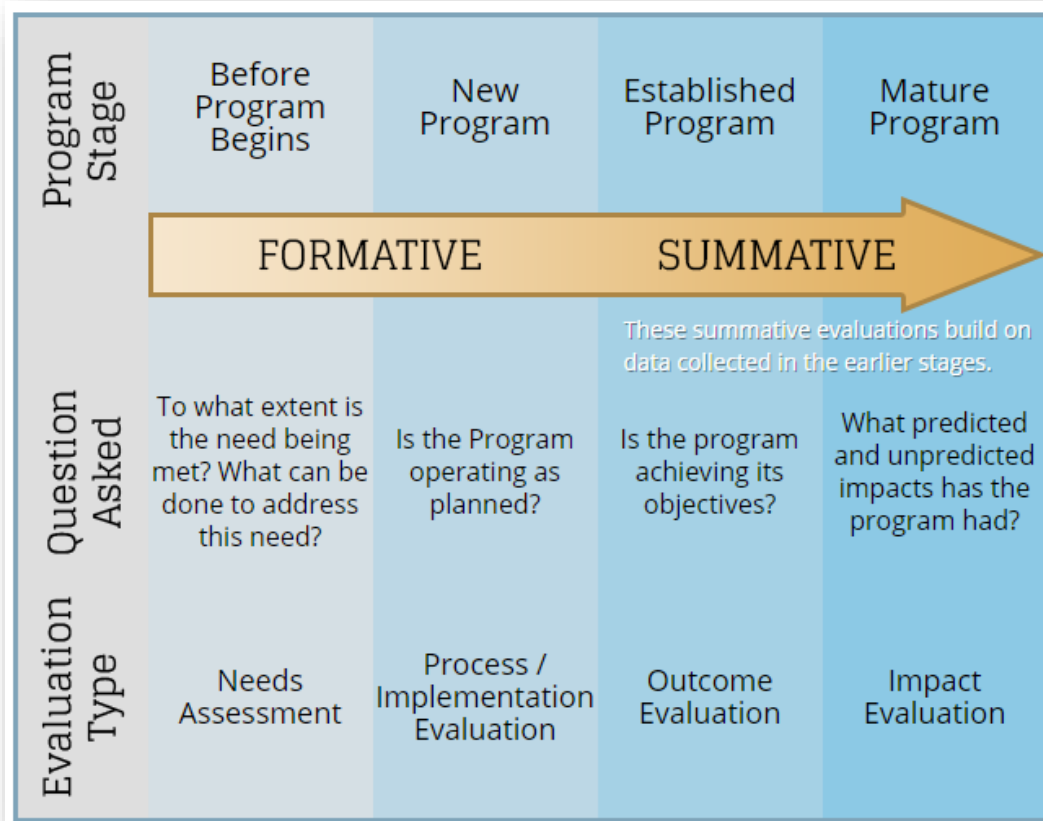 Program
Stage
Before
Program
Begins
New
Program
Established
Program
Mature
Program
FORMATIVE
SUMMATIVE
These summative evaluations build on
data collected in the earlier stages.
Question
Asked
To what extent is
the need being
met? What can be
done to address
this need?
Is the Program
operating as
planned?
Is the program
achieving its
objectives?
What predicted
and unpredicted
impacts has the
program had?
Evaluation
Type
Needs
Assessment
Process /
Implementation
Evaluation
Outcome
Evaluation
Impact
Evaluation